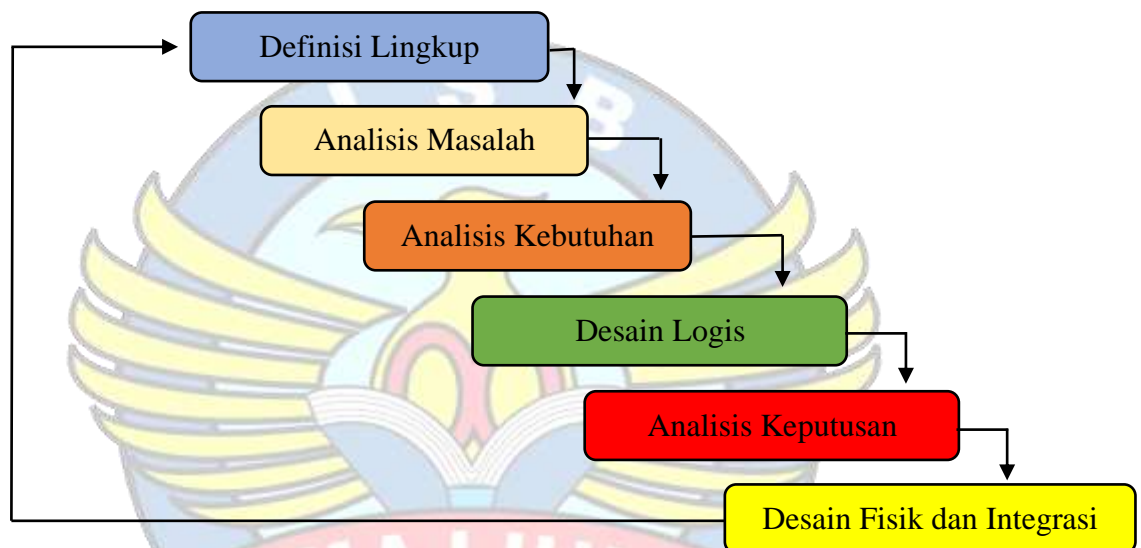 Definisi Lingkup
Analisis Masalah
Analisis Kebutuhan
Desain Logis
Analisis Keputusan
Desain Fisik dan Integrasi